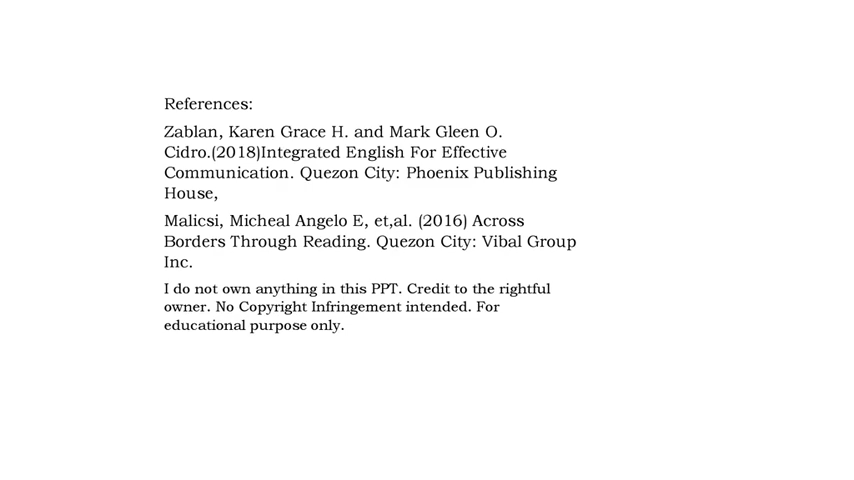 References:
Zablan, Karen Grace H. and Mark Gleen O.
Cidro.(2018)Integrated English For Effective
Communication. Quezon City: Phoenix Publishing
House,
Malicsi, Micheal Angelo E, et,al. (2016) Across
Borders Through Reading. Quezon City: Vibal Group
Inc.
I do not own anything in this PPT. Credit to the rightful
owner. No Copyright Infringement intended. For
educational purpose only.